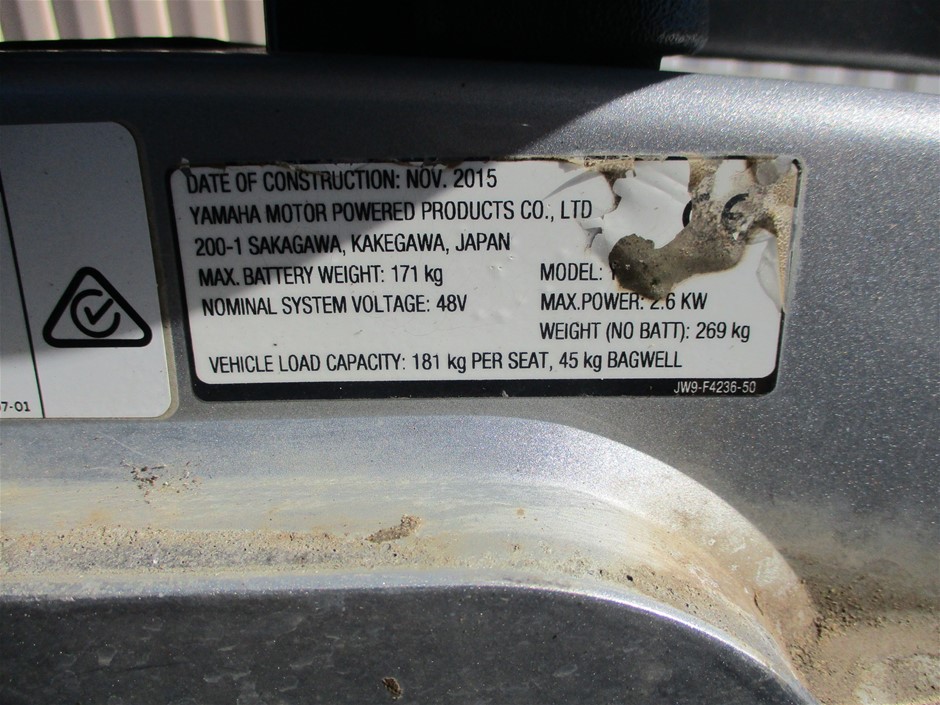 DATE OF CONSTRUCTION: NOV. 2015
YAMAHA MOTOR POWERED PRODUCTS CO., LTD
200-1 SAKAGAWA, KAKEGAWA, JAPAN
MAX. BATTERY WEIGHT: 171 kg
MODEL:
NOMINAL SYSTEM VOLTAGE: 48V
MAX.POWER: 2.6 KW
WEIGHT (NO BATT): 269 kg
VEHICLE LOAD CAPACITY: 181 kg PER SEAT, 45 kg BAGWELL
JW9-F4236-50
7-01